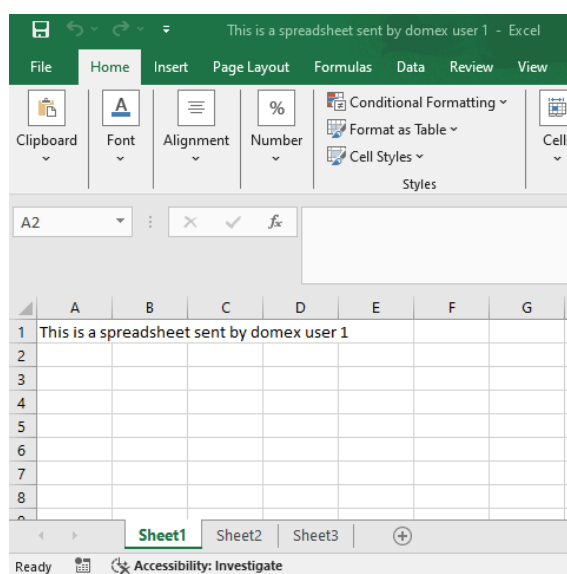 This is a spreadsheet sent by domex user 1 - Excel
File Home Insert Page Layout Formulas Data Review View
Clipboard
Font
Alignment
%
Number
Conditional Formatting
Format as Table
Cell Styles
Styles
Cell
A2
fx
A B C D E F G
1 This is a spreadsheet sent by domex user 1
2
3
4
5
6
7
8
Sheet1 Sheet2 Sheet3
Ready Accessibility: Investigate